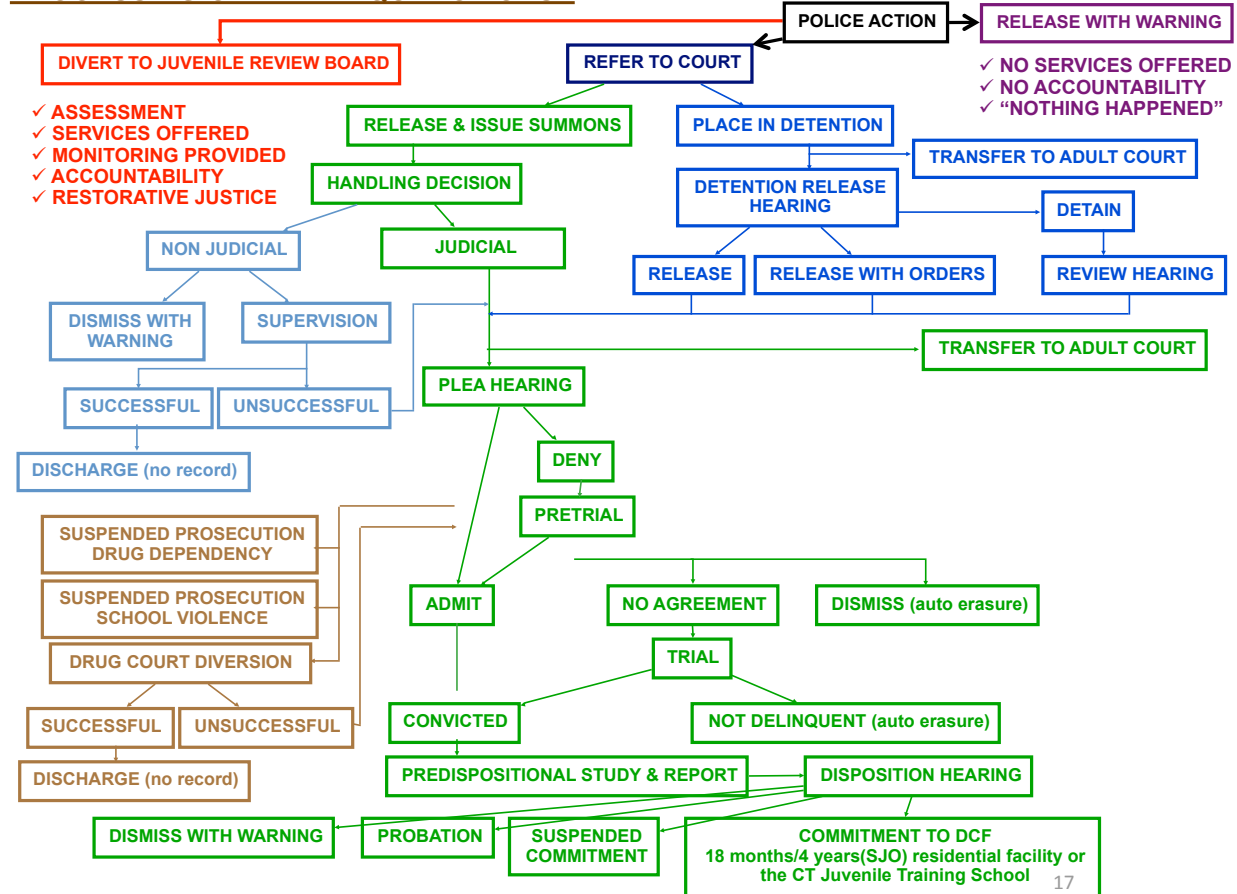 POLICE ACTION
RELEASE WITH WARNING
DIVERT TO JUVENILE REVIEW BOARD
REFER TO COURT
✓ NO SERVICES OFFERED
✓ NO ACCOUNTABILITY
✓ “NOTHING HAPPENED”
✓ ASSESSMENT
✓ SERVICES OFFERED
✓ MONITORING PROVIDED
✓ ACCOUNTABILITY
✓ RESTORATIVE JUSTICE
RELEASE & ISSUE SUMMONS
PLACE IN DETENTION
TRANSFER TO ADULT COURT
HANDLING DECISION
DETENTION RELEASE
HEARING
DETAIN
NON JUDICIAL
JUDICIAL
RELEASE
RELEASE WITH ORDERS
REVIEW HEARING
DISMISS WITH
WARNING
SUPERVISION
TRANSFER TO ADULT COURT
PLEA HEARING
SUCCESSFUL
UNSUCCESSFUL
DENY
DISCHARGE (no record)
PRETRIAL
SUSPENDED PROSECUTION
DRUG DEPENDENCY
SUSPENDED PROSECUTION
SCHOOL VIOLENCE
ADMIT
NO AGREEMENT
DISMISS (auto erasure)
DRUG COURT DIVERSION
TRIAL
SUCCESSFUL
UNSUCCESSFUL
CONVICTED
NOT DELINQUENT (auto erasure)
DISCHARGE (no record)
PREDISPOSITIONAL STUDY & REPORT
DISPOSITION HEARING
DISMISS WITH WARNING
PROBATION
SUSPENDED
COMMITMENT
COMMITMENT TO DCF
18 months/4 years(SJO) residential facility or
the CT Juvenile Training School
17